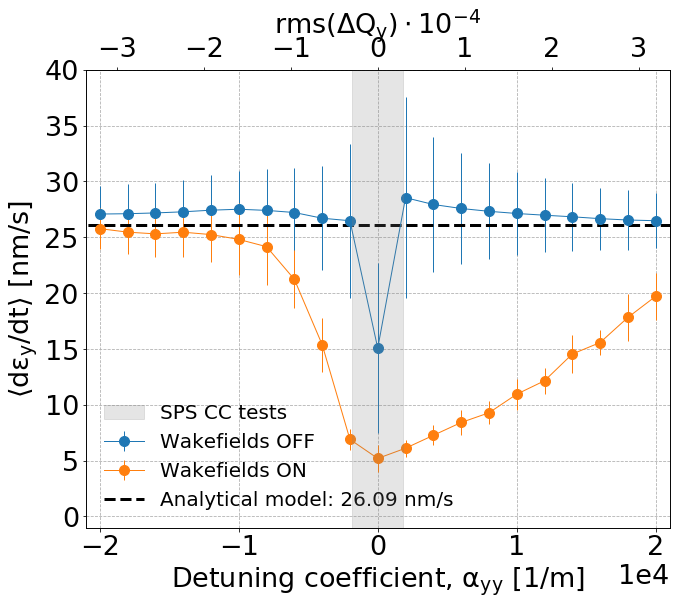 rms(ΔQy) · 10−4
−3 −2 −1 0 1 2 3
40
35
30
25
20
15
10
5
0
⟨dεy/dt⟩ [nm/s]
SPS CC tests
Wakefields OFF
Wakefields ON
Analytical model: 26.09 nm/s
−2 −1 0 1 2
1e4
Detuning coefficient, αyy [1/m]